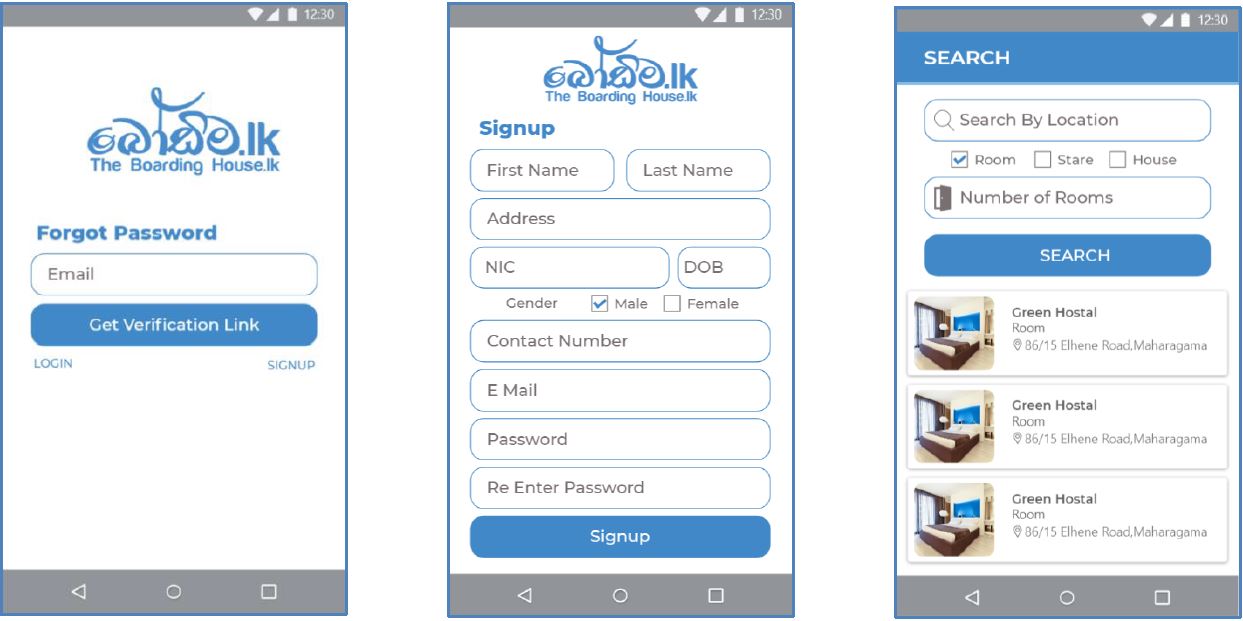 12:30
බෝඩිම.lk
The Boarding House.lk
Forgot Password
Email
Get Verification Link
LOGIN SIGNUP
12:30
බෝඩිම.lk
The Boarding House.lk
Signup
First Name Last Name
Address
NIC DOB
Gender Male Female
Contact Number
E Mail
Password
Re Enter Password
Signup
12:30
SEARCH
Search By Location
Room Stare House
Number of Rooms
SEARCH
Green Hostal
Room
86/15 Elhene Road,Maharagama
Green Hostal
Room
86/15 Elhene Road,Maharagama
Green Hostal
Room
86/15 Elhene Road,Maharagama